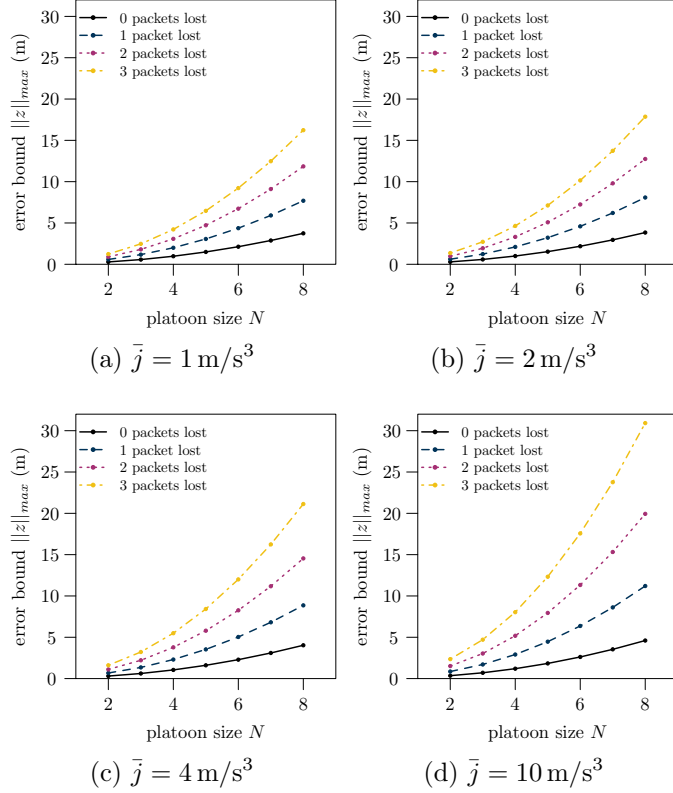 0 packets lost
1 packet lost
2 packets lost
3 packets lost
error bound ||z||_max (m)
30
25
20
15
10
5
0
2 4 6 8
platoon size N
(a) j̄ = 1 m/s³
0 packets lost
1 packet lost
2 packets lost
3 packets lost
error bound ||z||_max (m)
30
25
20
15
10
5
0
2 4 6 8
platoon size N
(b) j̄ = 2 m/s³
0 packets lost
1 packet lost
2 packets lost
3 packets lost
error bound ||z||_max (m)
30
25
20
15
10
5
0
2 4 6 8
platoon size N
(c) j̄ = 4 m/s³
0 packets lost
1 packet lost
2 packets lost
3 packets lost
error bound ||z||_max (m)
30
25
20
15
10
5
0
2 4 6 8
platoon size N
(d) j̄ = 10 m/s³